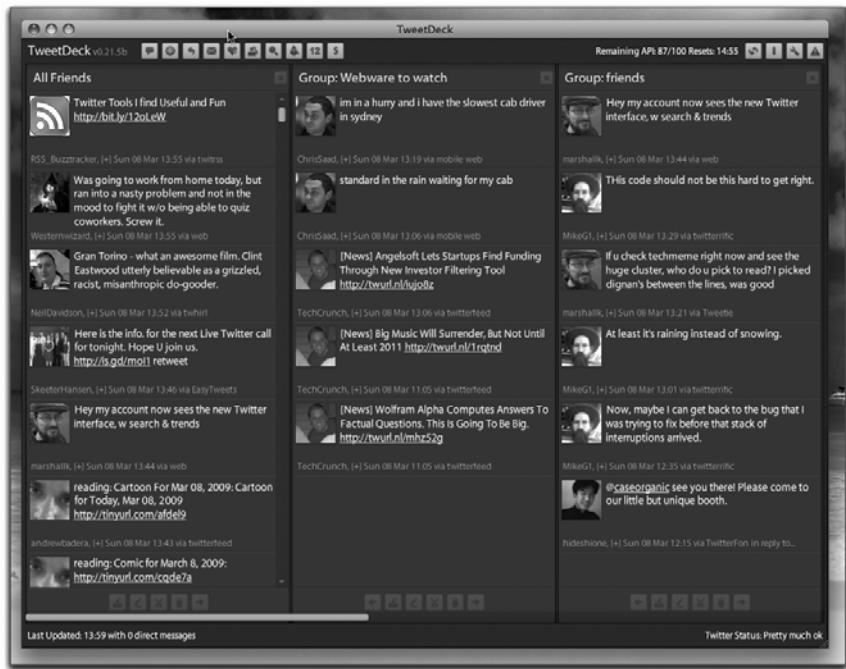 TweetDeck
TweetDeck v0.21.5b
12
$
Remaining API: 87/100 Resets: 14:55
All Friends
Twitter Tools I find Useful and Fun
http://bit.ly/12oLeW
RSS_Buzztracker, [+] Sun 08 Mar 13:55 via twitrss
Was going to work from home today, but
ran into a nasty problem and not in the
mood to fight it w/o being able to quiz
coworkers. Screw it.
Westernwizard, [+] Sun 08 Mar 13:55 via web
Gran Torino - what an awesome film. Clint
Eastwood utterly believable as a grizzled,
racist, misanthropic do-gooder.
NeilDavidson, [+] Sun 08 Mar 13:52 via twhirl
Here is the info. for the next Live Twitter call
for tonight. Hope U join us.
http://is.gd/moI1 retweet
SkeeterHansen, [+] Sun 08 Mar 13:46 via EasyTweets
Hey my account now sees the new Twitter
interface, w search & trends
marshallk, [+] Sun 08 Mar 13:44 via web
reading: Cartoon For Mar 08, 2009: Cartoon
for Today, Mar 08, 2009
http://tinyurl.com/afdel9
andrewbadera, [+] Sun 08 Mar 13:43 via twitterfeed
reading: Comic for March 8, 2009:
http://tinyurl.com/cqde7a
Group: Webware to watch
im in a hurry and i have the slowest cab driver
in sydney
ChrisSaad, [+] Sun 08 Mar 13:19 via mobile web
standard in the rain waiting for my cab
ChrisSaad, [+] Sun 08 Mar 13:06 via mobile web
[News] Angelsoft Lets Startups Find Funding
Through New Investor Filtering Tool
http://twurl.nl/iujo8z
TechCrunch, [+] Sun 08 Mar 13:06 via twitterfeed
[News] Big Music Will Surrender, But Not Until
At Least 2011 http://twurl.nl/1rqtnd
TechCrunch, [+] Sun 08 Mar 11:05 via twitterfeed
[News] Wolfram Alpha Computes Answers To
Factual Questions. This Is Going To Be Big.
http://twurl.nl/mhz52g
TechCrunch, [+] Sun 08 Mar 11:05 via twitterfeed
Group: friends
Hey my account now sees the new Twitter
interface, w search & trends
marshallk, [+] Sun 08 Mar 13:44 via web
THis code should not be this hard to get right.
MikeG1, [+] Sun 08 Mar 13:29 via twitterrific
If u check techmeme right now and see the
huge cluster, who do u pick to read? I picked
dignan's between the lines, was good
marshallk, [+] Sun 08 Mar 13:21 via Tweetie
At least it's raining instead of snowing.
MikeG1, [+] Sun 08 Mar 13:01 via twitterrific
Now, maybe I can get back to the bug that I
was trying to fix before that stack of
interruptions arrived.
MikeG1, [+] Sun 08 Mar 12:35 via twitterrific
@caseorganic see you there! Please come to
our little but unique booth.
hideshione, [+] Sun 08 Mar 12:15 via TwitterFon in reply to...
Last Updated: 13:59 with 0 direct messages
Twitter Status: Pretty much ok